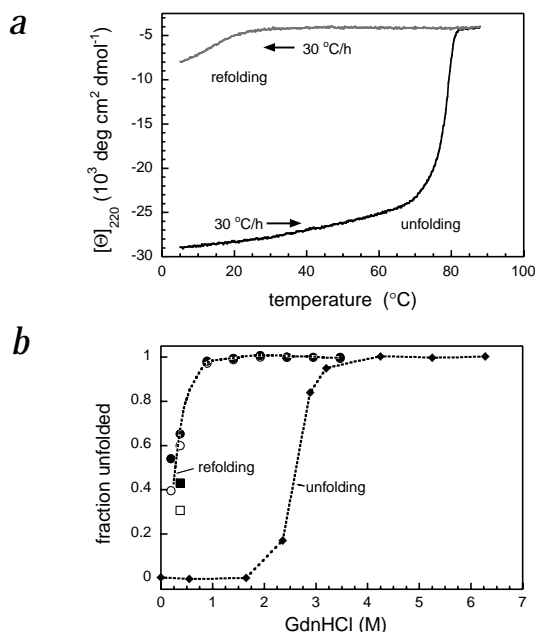 a
0
-5
-10
-15
-20
-25
-30
[Θ]220 (10³ deg cm² dmol⁻¹)
30 °C/h
refolding
30 °C/h
unfolding
0 20 40 60 80 100
temperature (°C)
b
1
0.8
0.6
0.4
0.2
0
fraction unfolded
refolding
unfolding
0 1 2 3 4 5 6 7
GdnHCl (M)